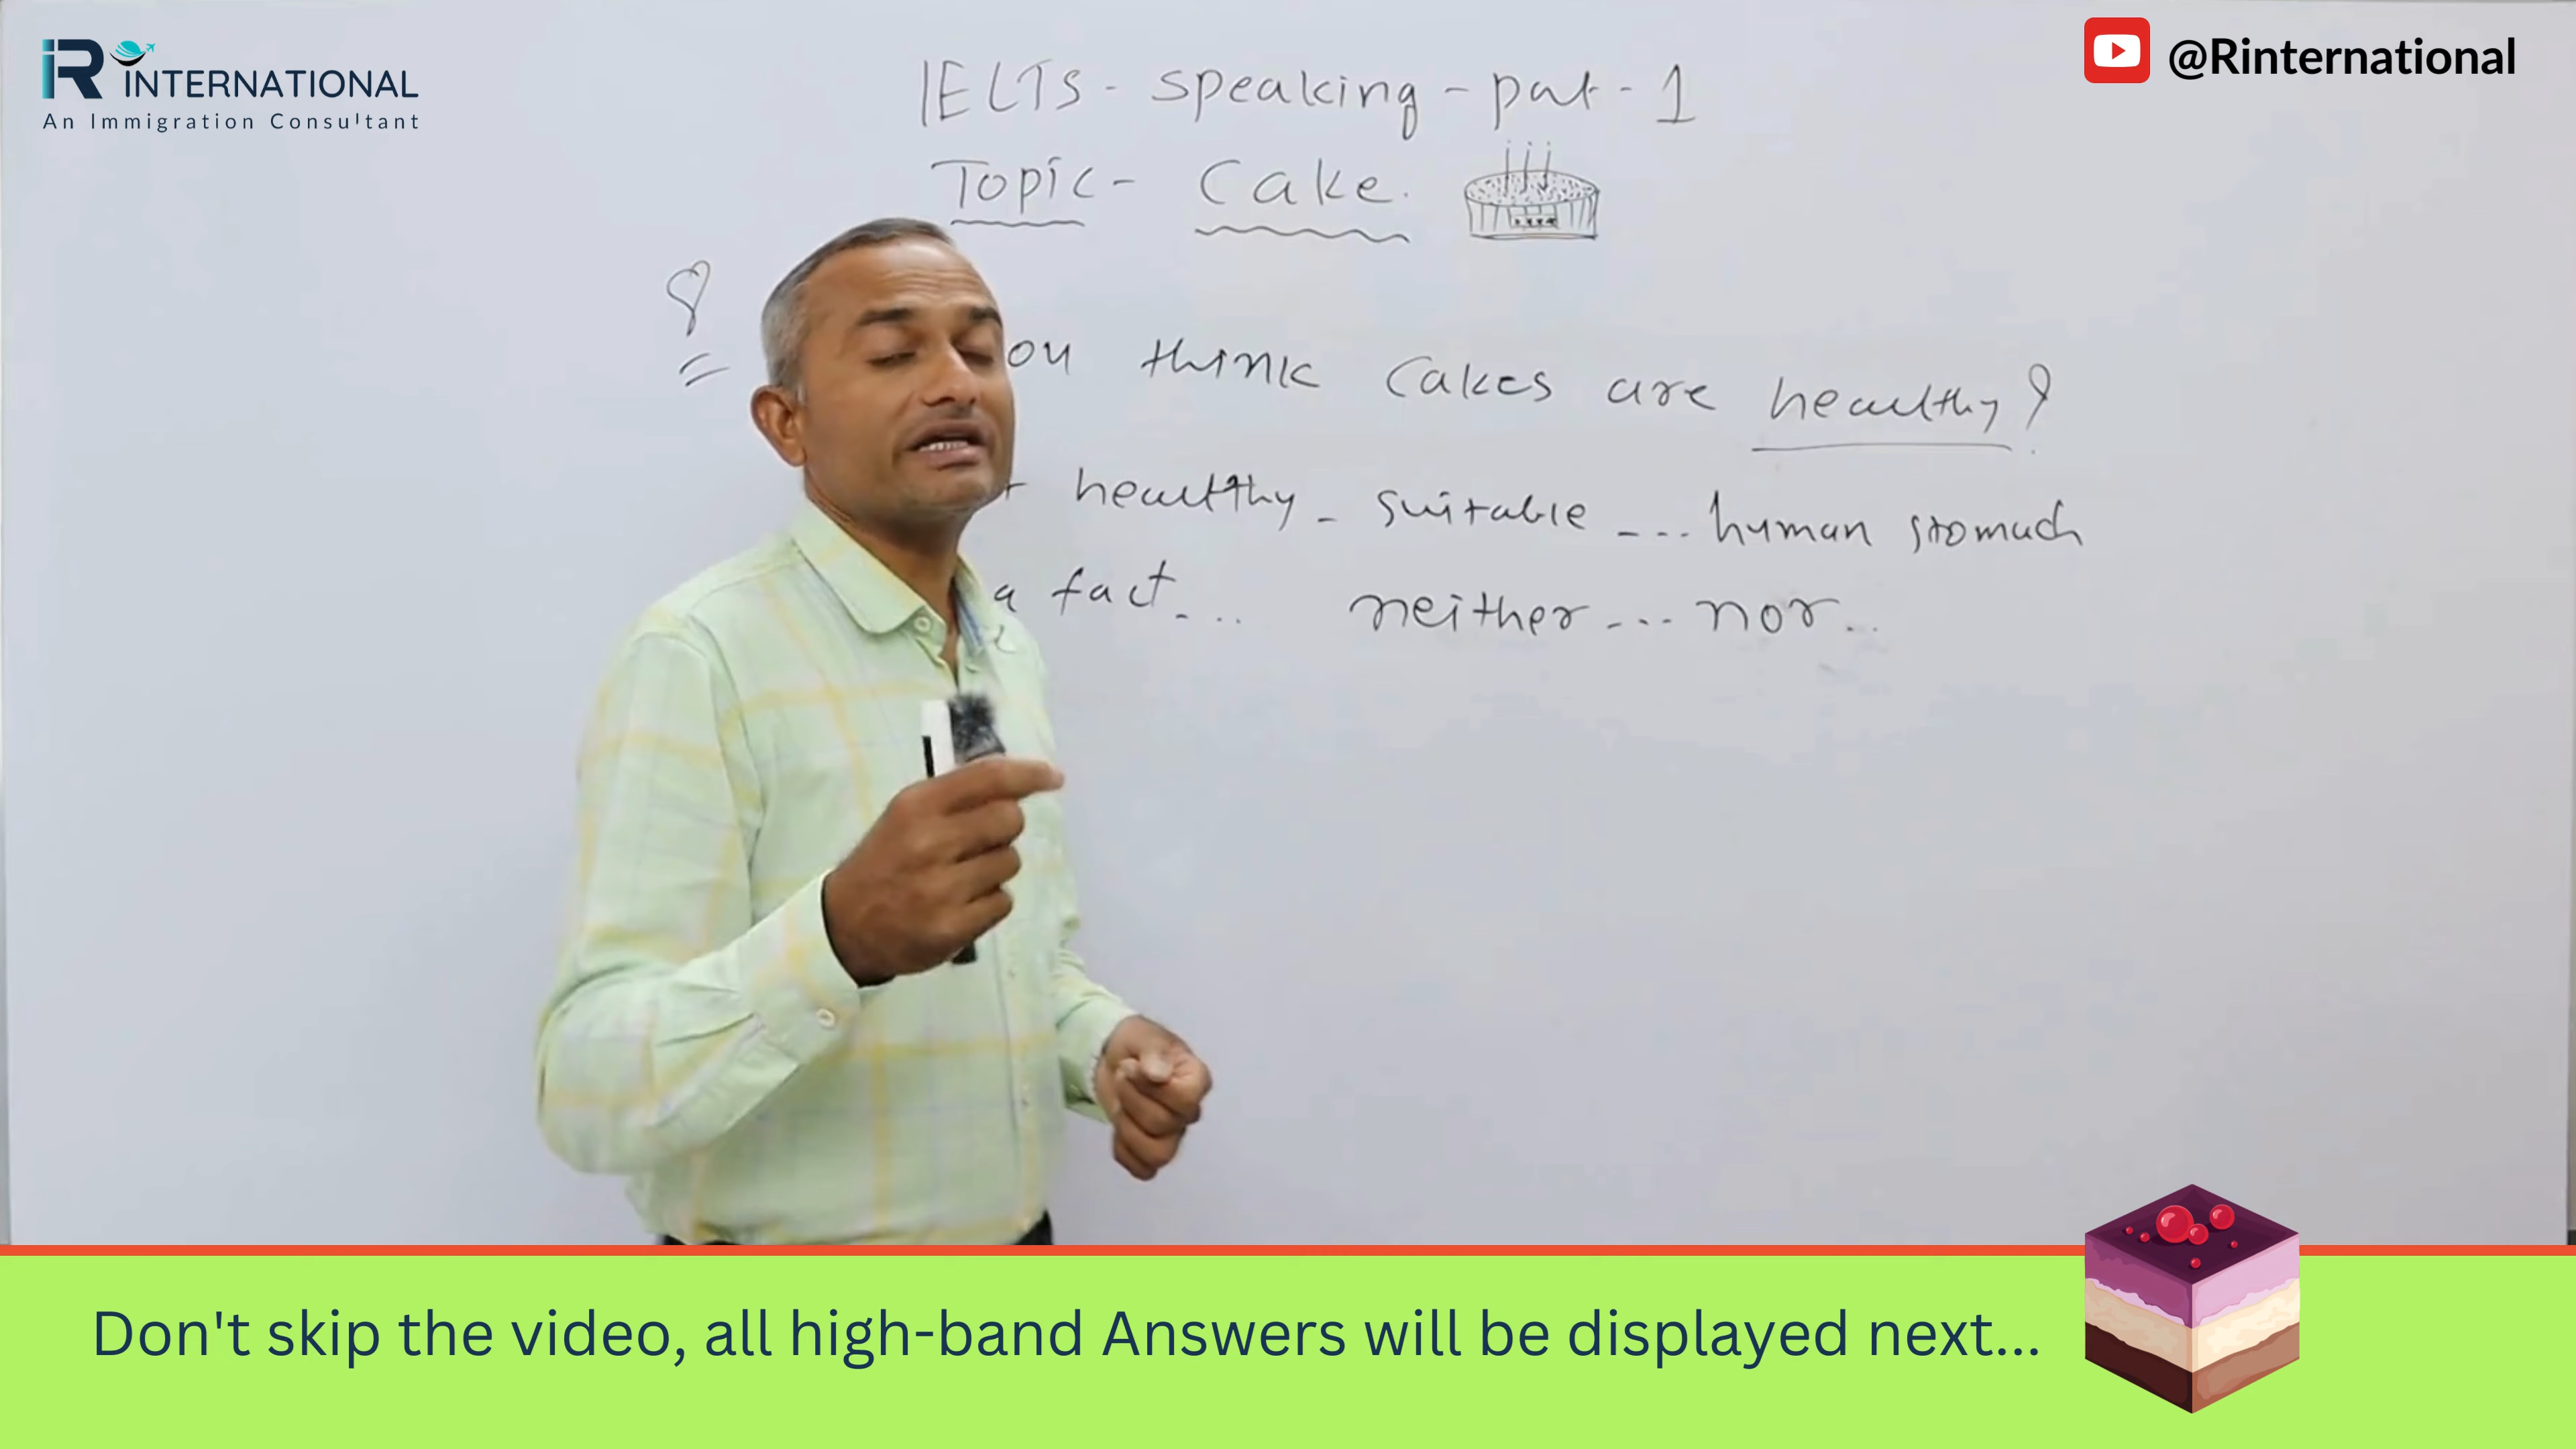 iR INTERNATIONAL
An Immigration Consultant
@Rinternational
IELTS - speaking - part - 1
Topic - Cake.
ou think cakes are healthy?
healthy - suitable --- human stomach
a fact - .. neither --- nor ..
Don't skip the video, all high-band Answers will be displayed next...